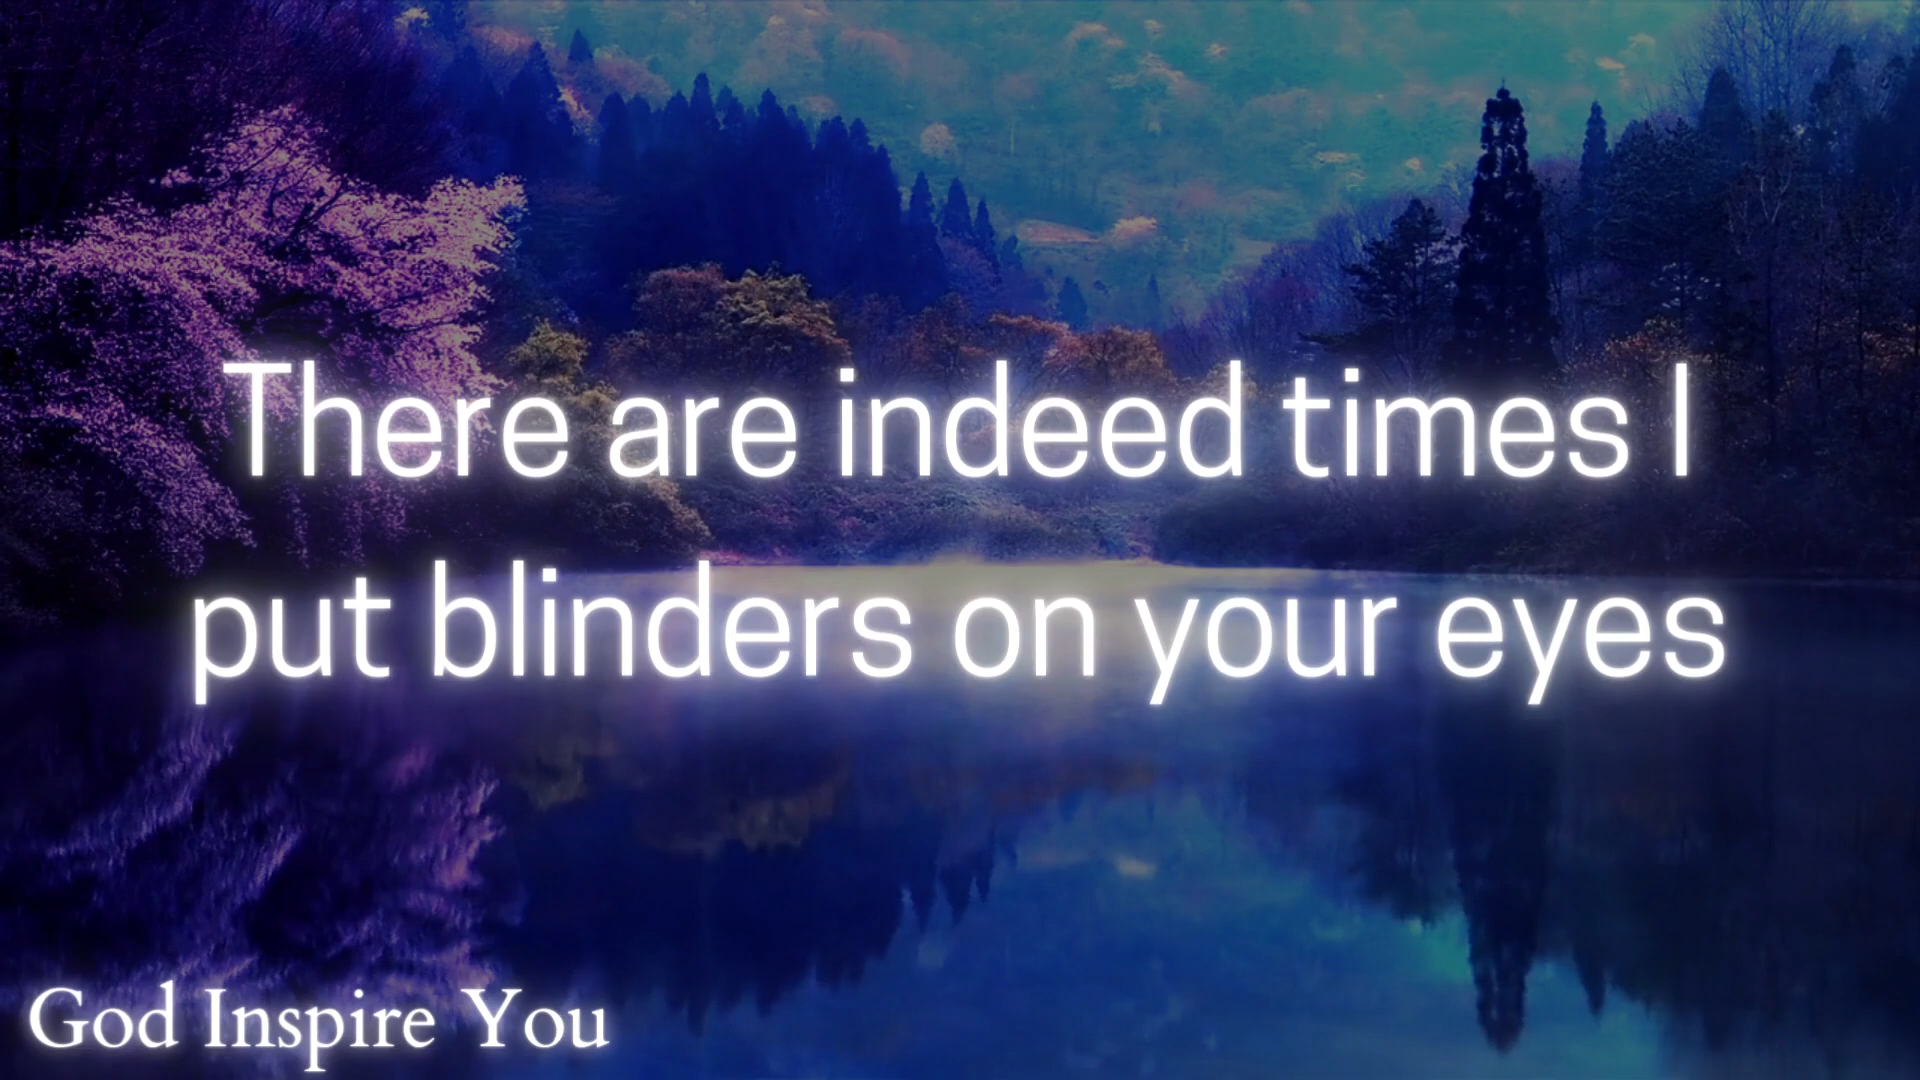 There are indeed times I
put blinders on your eyes
God Inspire You